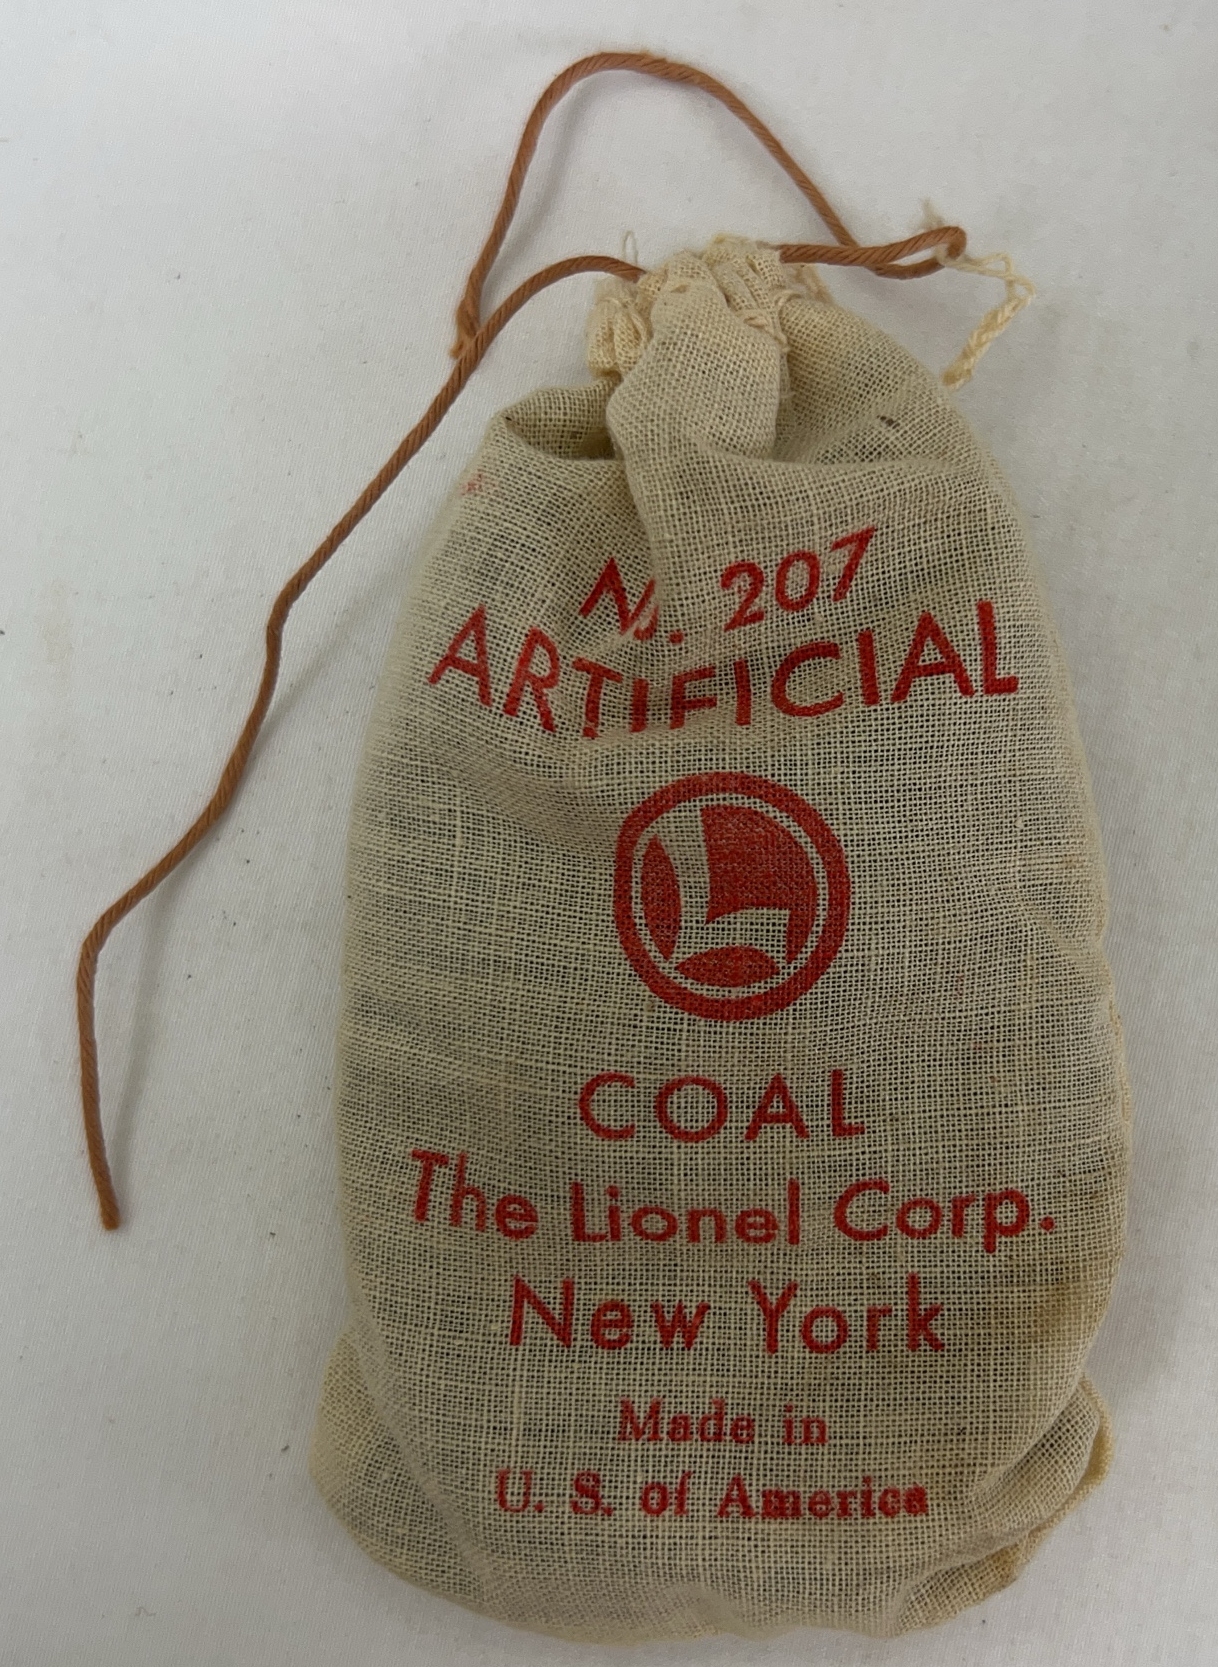 No. 207
ARTIFICIAL
L
COAL
The Lionel Corp.
New York
Made in
U. S. of America